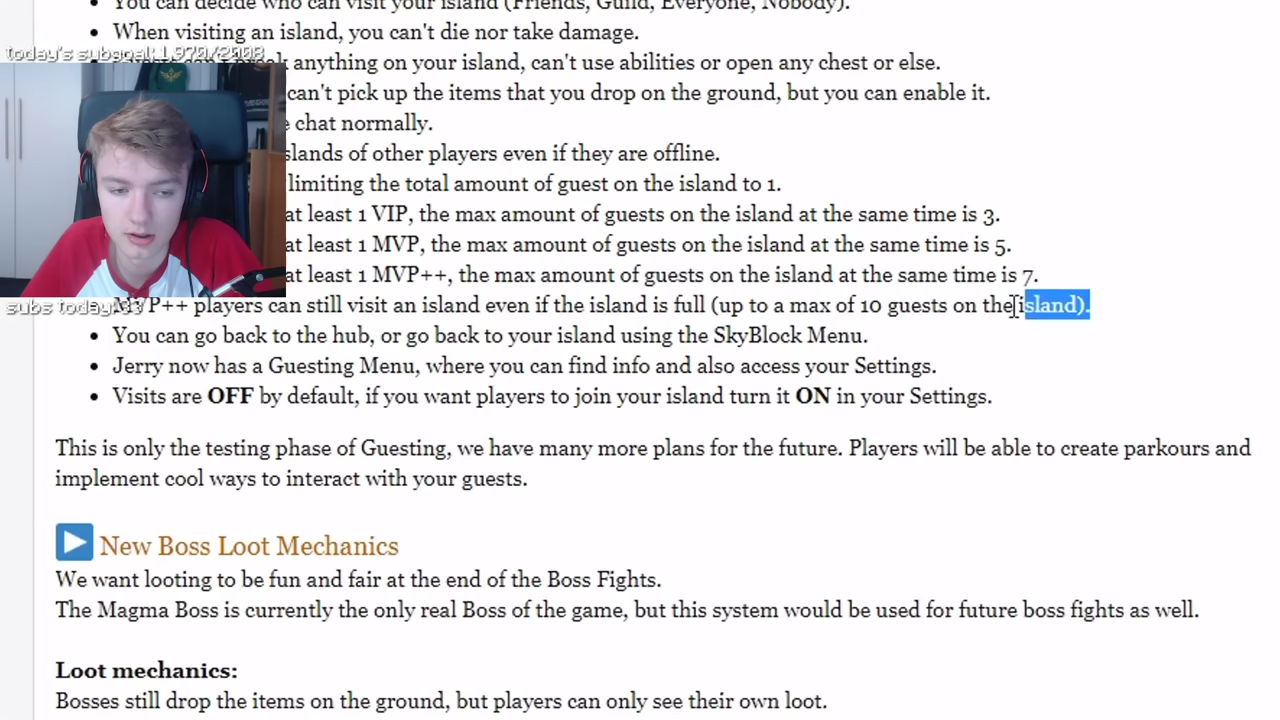 You can decide who can visit your island (Friends, Guild, Everyone, Nobody).
When visiting an island, you can't die nor take damage.
today's subgoal: 1,970/2003
anything on your island, can't use abilities or open any chest or else.
can't pick up the items that you drop on the ground, but you can enable it.
chat normally.
slands of other players even if they are offline.
limiting the total amount of guest on the island to 1.
at least 1 VIP, the max amount of guests on the island at the same time is 3.
at least 1 MVP, the max amount of guests on the island at the same time is 5.
at least 1 MVP++, the max amount of guests on the island at the same time is 7.
subs today: 33
MVP++ players can still visit an island even if the island is full (up to a max of 10 guests on the island).
You can go back to the hub, or go back to your island using the SkyBlock Menu.
Jerry now has a Guesting Menu, where you can find info and also access your Settings.
Visits are OFF by default, if you want players to join your island turn it ON in your Settings.
This is only the testing phase of Guesting, we have many more plans for the future. Players will be able to create parkours and
implement cool ways to interact with your guests.
New Boss Loot Mechanics
We want looting to be fun and fair at the end of the Boss Fights.
The Magma Boss is currently the only real Boss of the game, but this system would be used for future boss fights as well.
Loot mechanics:
Bosses still drop the items on the ground, but players can only see their own loot.